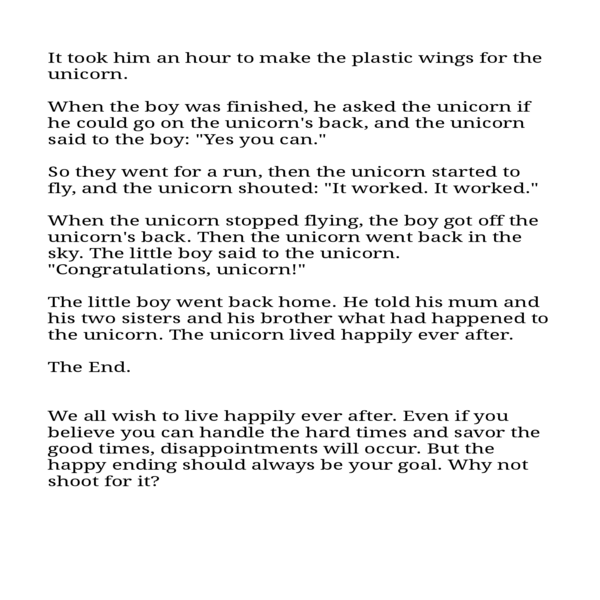 It took him an hour to make the plastic wings for the
unicorn.
When the boy was finished, he asked the unicorn if
he could go on the unicorn's back, and the unicorn
said to the boy: "Yes you can."
So they went for a run, then the unicorn started to
fly, and the unicorn shouted: "It worked. It worked."
When the unicorn stopped flying, the boy got off the
unicorn's back. Then the unicorn went back in the
sky. The little boy said to the unicorn.
"Congratulations, unicorn!"
The little boy went back home. He told his mum and
his two sisters and his brother what had happened to
the unicorn. The unicorn lived happily ever after.
The End.
We all wish to live happily ever after. Even if you
believe you can handle the hard times and savor the
good times, disappointments will occur. But the
happy ending should always be your goal. Why not
shoot for it?